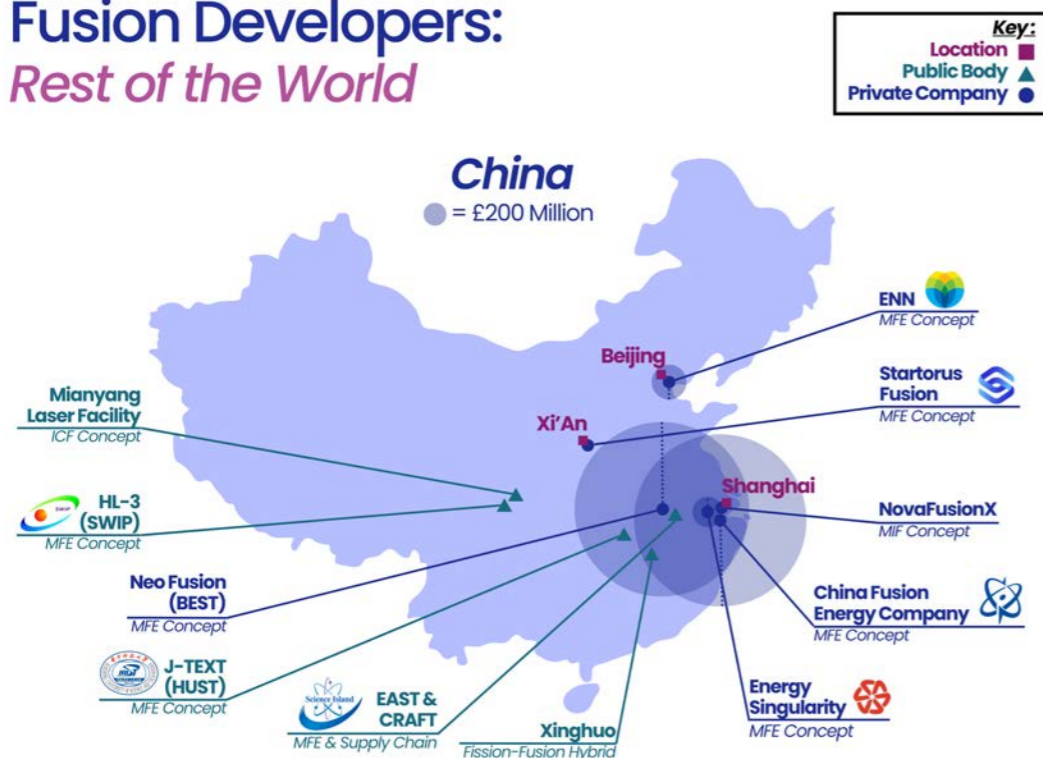 Fusion Developers:
Rest of the World
Key:
Location
Public Body
Private Company
China
= £200 Million
ENN
MFE Concept
Beijing
Startorus
Fusion
MFE Concept
Mianyang
Laser Facility
ICF Concept
Xi'An
Shanghai
HL-3
(SWIP)
MFE Concept
SWIP
NovaFusionX
MIF Concept
Neo Fusion
(BEST)
MFE Concept
China Fusion
Energy Company
MFE Concept
J-TEXT
(HUST)
MFE Concept
EAST &
CRAFT
MFE & Supply Chain
Science Island
Xinghuo
Fission-Fusion Hybrid
Energy
Singularity
MFE Concept